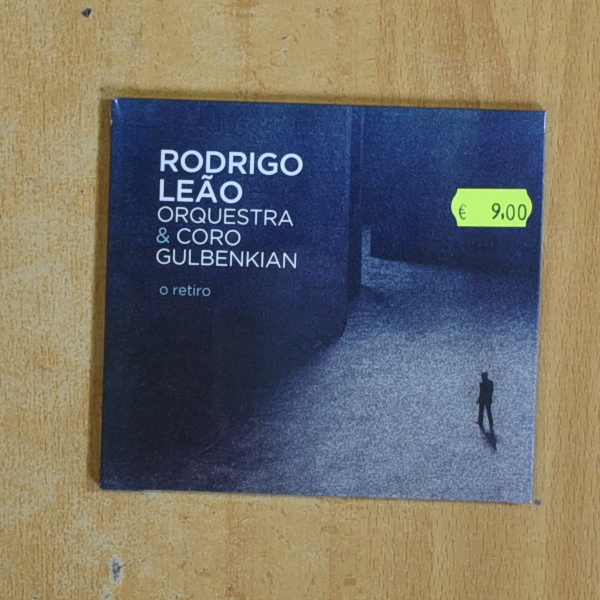 RODRIGO
LEÃO
ORQUESTRA
& CORO
GULBENKIAN
o retiro
€ 9,00